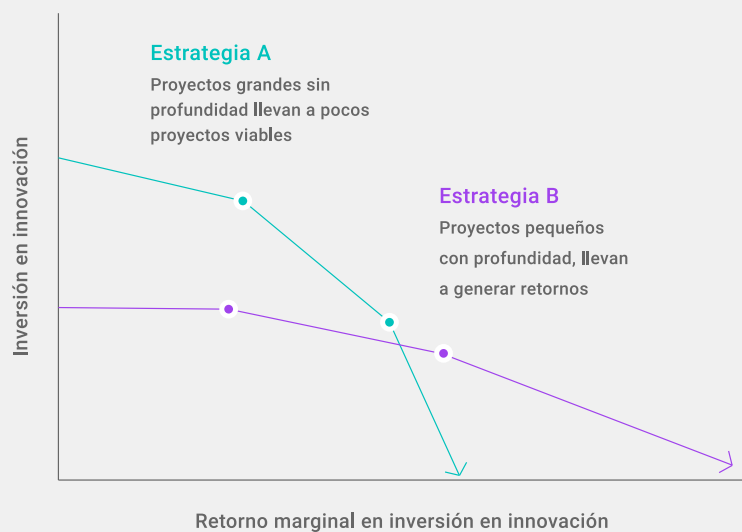 Estrategia A
Proyectos grandes sin
profundidad llevan a pocos
proyectos viables
Estrategia B
Proyectos pequeños
con profundidad, llevan
a generar retornos
Inversión en innovación
Retorno marginal en inversión en innovación